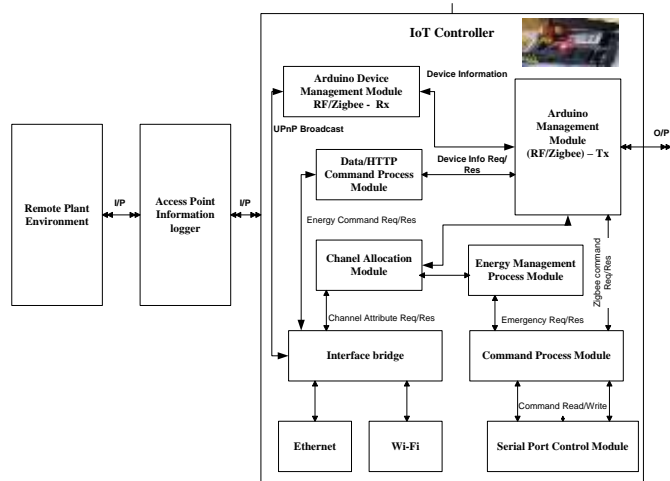 IoT Controller
Arduino Device
Management Module
RF/Zigbee - Rx
Device Information
UPnP Broadcast
Arduino
Management
Module
(RF/Zigbee) – Tx
O/P
Data/HTTP
Command Process
Module
Device Info Req/
Res
Remote Plant
Environment
I/P
Access Point
Information
logger
I/P
Energy Command Req/Res
Chanel Allocation
Module
Energy Management
Process Module
Zigbee command
Req/Res
Channel Attribute Req/Res
Emergency Req/Res
Interface bridge
Command Process Module
Command Read/Write
Ethernet
Wi-Fi
Serial Port Control Module